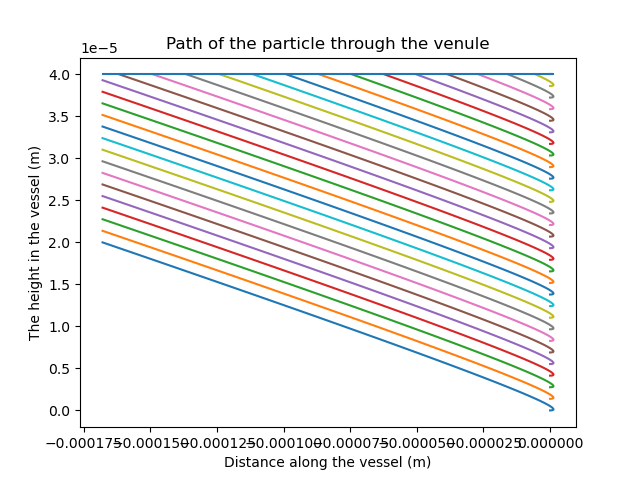 Path of the particle through the venule
1e−5
4.0
3.5
3.0
2.5
2.0
1.5
1.0
0.5
0.0
The height in the vessel (m)
−0.000175 −0.000150 −0.000125 −0.000100 −0.000075 −0.000050 −0.000025 0.000000
Distance along the vessel (m)